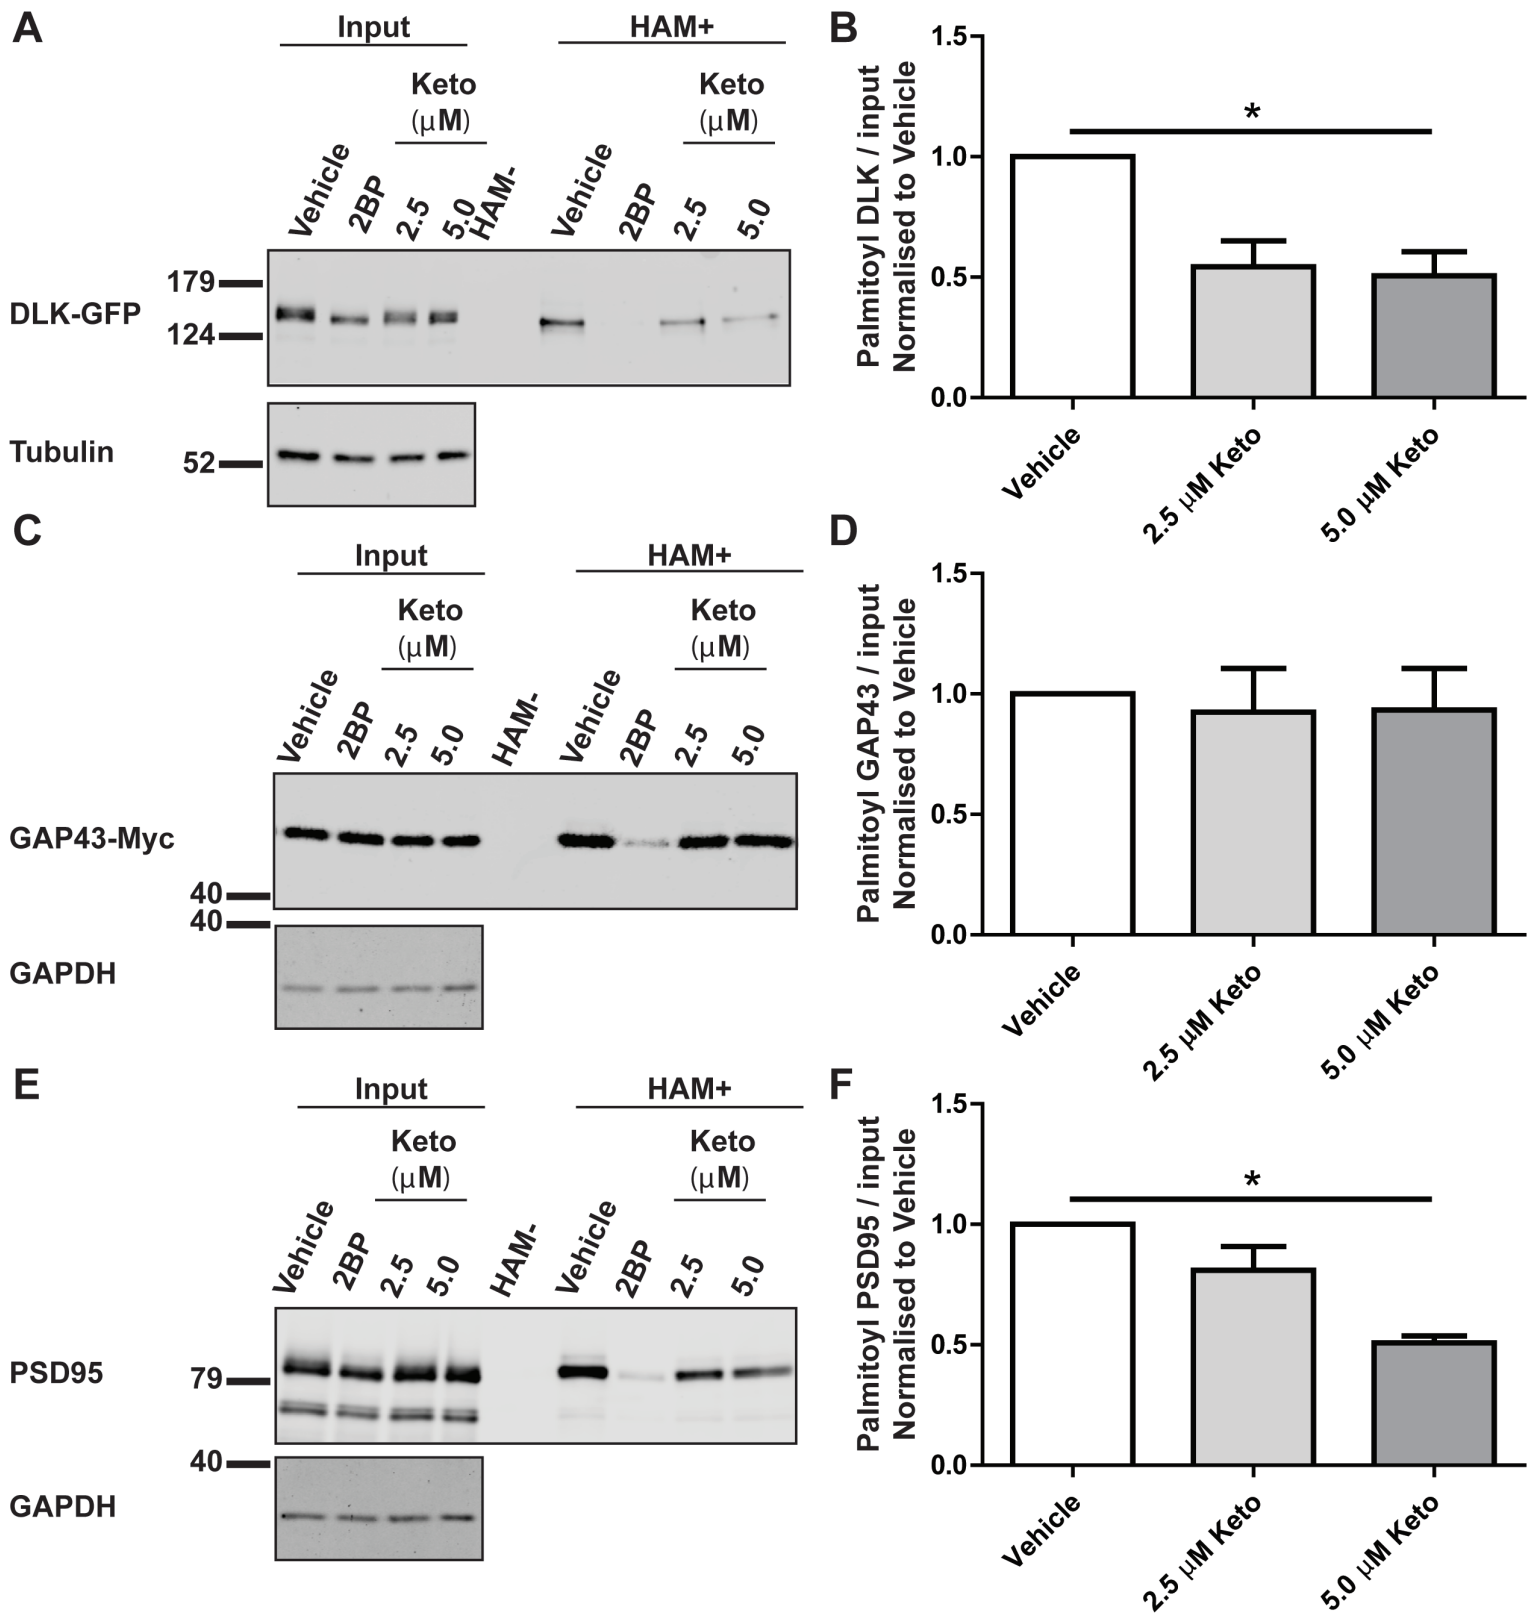 A
Input
HAM+
Keto
(µM)
Keto
(µM)
Vehicle
2BP
2.5
5.0
HAM-
Vehicle
2BP
2.5
5.0
DLK-GFP
179
124
Tubulin
52
B
Palmitoyl DLK / input
Normalised to Vehicle
1.5
1.0
0.5
0.0
*
Vehicle
2.5 µM Keto
5.0 µM Keto
C
Input
HAM+
Keto
(µM)
Keto
(µM)
Vehicle
2BP
2.5
5.0
HAM-
Vehicle
2BP
2.5
5.0
GAP43-Myc
40
40
GAPDH
D
Palmitoyl GAP43 / input
Normalised to Vehicle
1.5
1.0
0.5
0.0
Vehicle
2.5 µM Keto
5.0 µM Keto
E
Input
HAM+
Keto
(µM)
Keto
(µM)
Vehicle
2BP
2.5
5.0
HAM-
Vehicle
2BP
2.5
5.0
PSD95
79
40
GAPDH
F
Palmitoyl PSD95 / input
Normalised to Vehicle
1.5
1.0
0.5
0.0
*
Vehicle
2.5 µM Keto
5.0 µM Keto